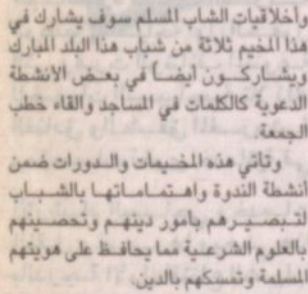 وأخلاقيات الشاب المسلم سوف يشارك في
هذا المخيم ثلاثة من شباب هذا البلد المبارك
ويشاركون أيضاً في بعض الأنشطة
الدعوية كالكلمات في المساجد والقاء خطب
الجمعة.
وتأتي هذه المخيمات والدورات ضمن
أنشطة الندوة واهتماماتها بالشباب
لتبصيرهم بأمور دينهم وتحصينهم
بالعلوم الشرعية مما يحافظ على هويتهم
المسلمة وتمسكهم بالدين.